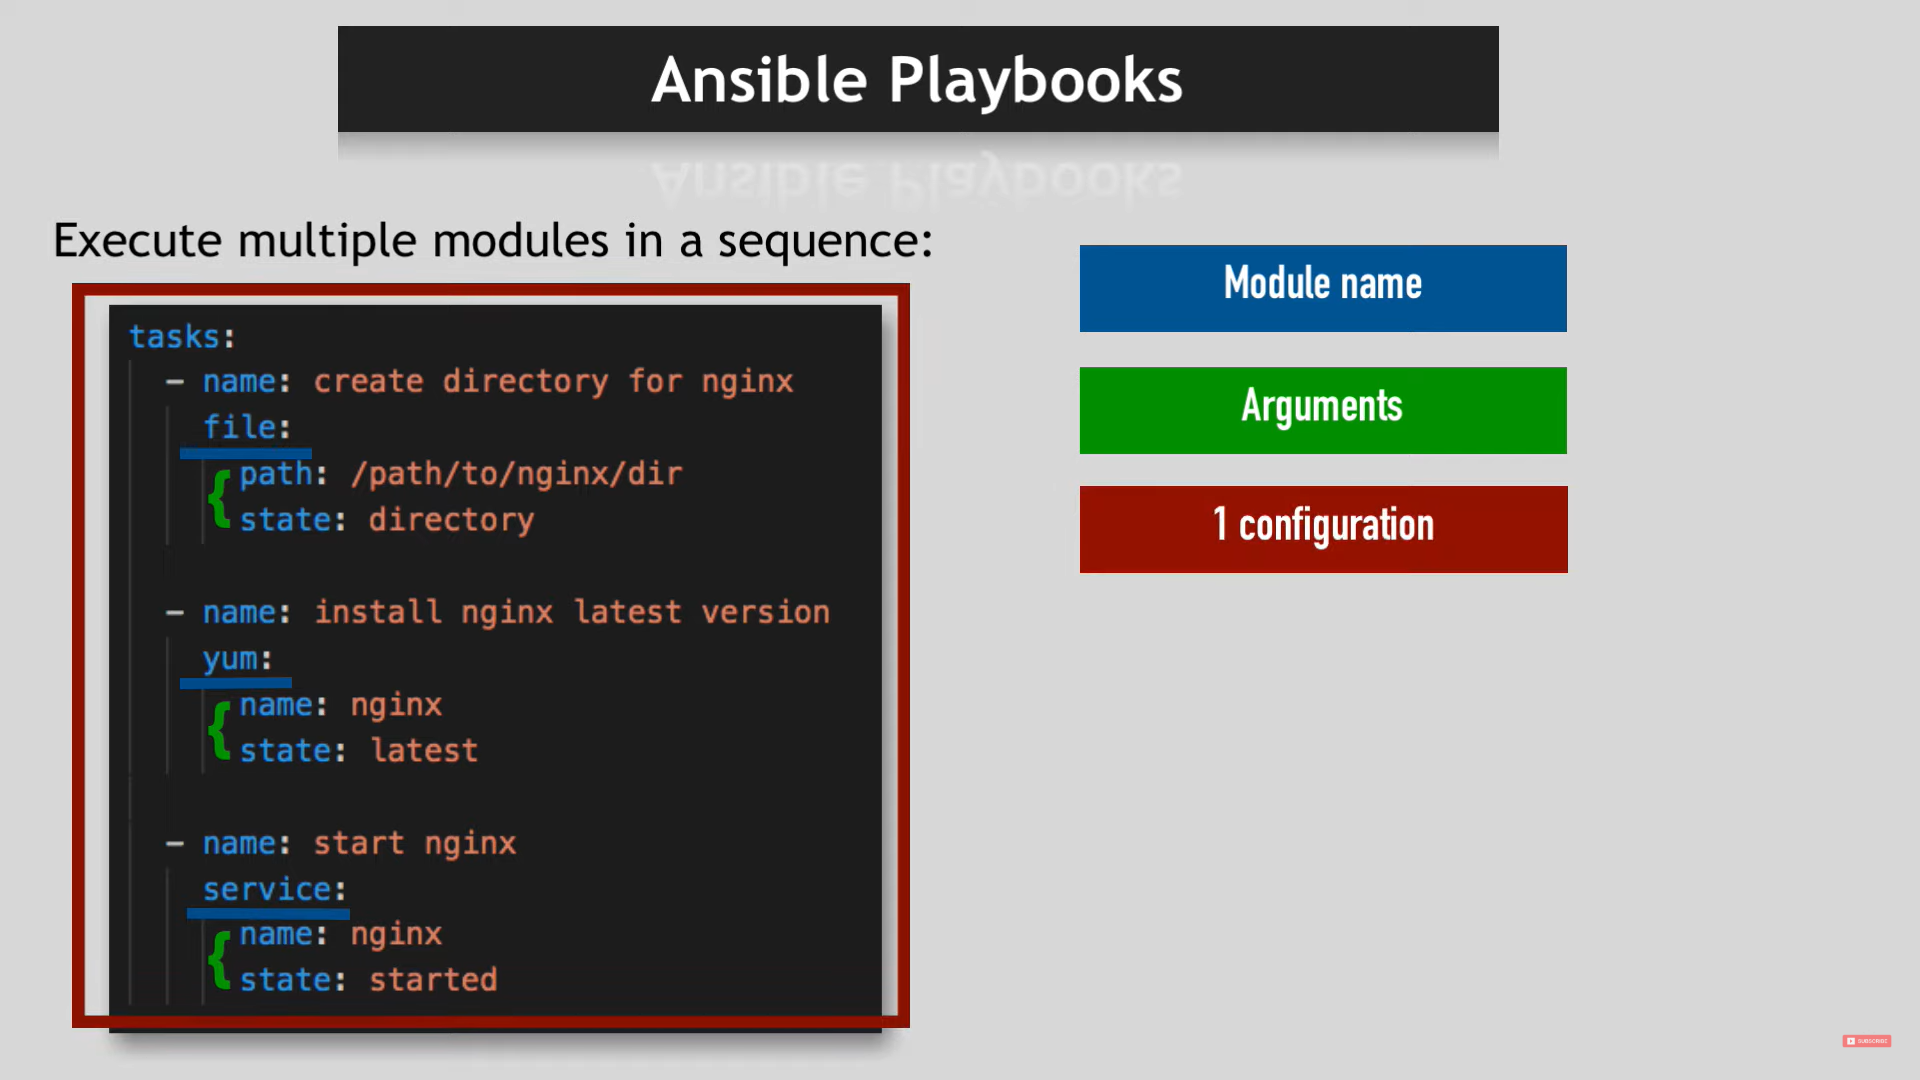 Ansible Playbooks
Execute multiple modules in a sequence:
tasks:
- name: create directory for nginx
file:
path: /path/to/nginx/dir
state: directory
- name: install nginx latest version
yum:
name: nginx
state: latest
- name: start nginx
service:
name: nginx
state: started
Module name
Arguments
1 configuration
SUBSCRIBE